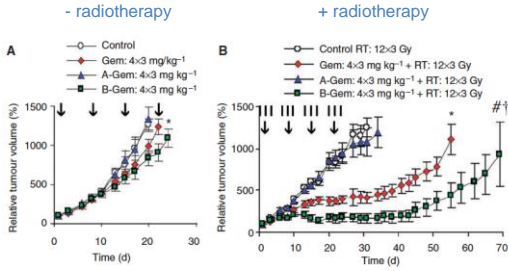 - radiotherapy
+ radiotherapy
A
Control
Gem: 4×3 mg/kg⁻¹
A-Gem: 4×3 mg kg⁻¹
B-Gem: 4×3 mg kg⁻¹
Relative tumour volume (%)
1500
1000
500
0
*
0
10
20
30
Time (d)
B
Control RT: 12×3 Gy
Gem: 4×3 mg kg⁻¹ + RT: 12×3 Gy
A-Gem: 4×3 mg kg⁻¹ + RT: 12×3 Gy
B-Gem: 4×3 mg kg⁻¹ + RT: 12×3 Gy
Relative tumour volume (%)
1500
1000
500
0
*
#†
0
10
20
30
40
50
60
70
Time (d)